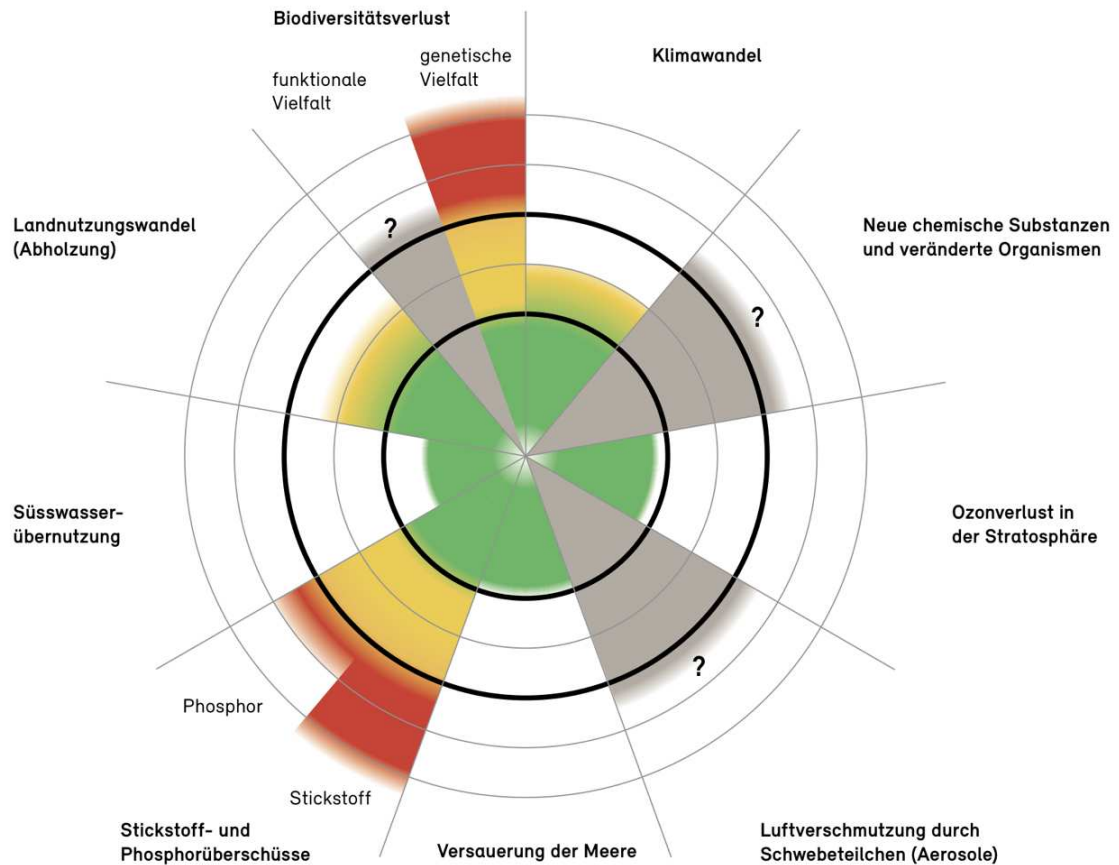 Biodiversitätsverlust
genetische
Vielfalt
funktionale
Vielfalt
Klimawandel
Landnutzungswandel
(Abholzung)
?
Neue chemische Substanzen
und veränderte Organismen
?
Süsswasser-
übernutzung
Ozonverlust in
der Stratosphäre
?
Phosphor
Stickstoff
Stickstoff- und
Phosphorüberschüsse
Versauerung der Meere
Luftverschmutzung durch
Schwebeteilchen (Aerosole)